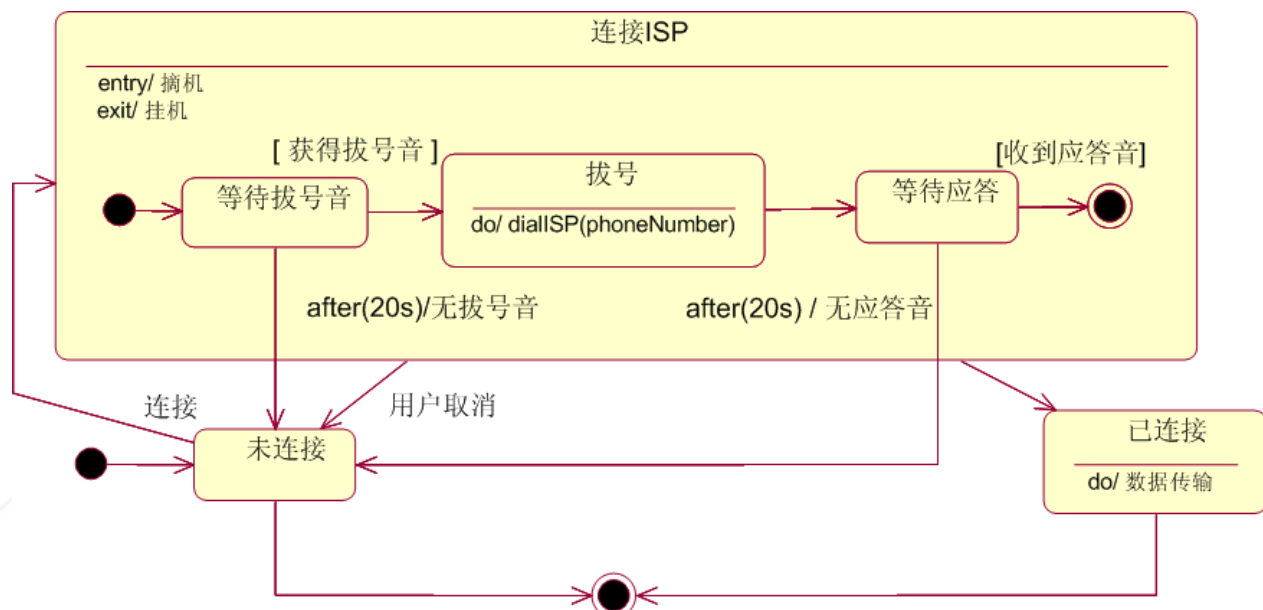 连接ISP
entry/ 摘机
exit/ 挂机
[ 获得拔号音 ]
[收到应答音]
等待拔号音
拔号
do/ dialISP(phoneNumber)
等待应答
after(20s)/无拔号音
after(20s) / 无应答音
连接
用户取消
未连接
已连接
do/ 数据传输